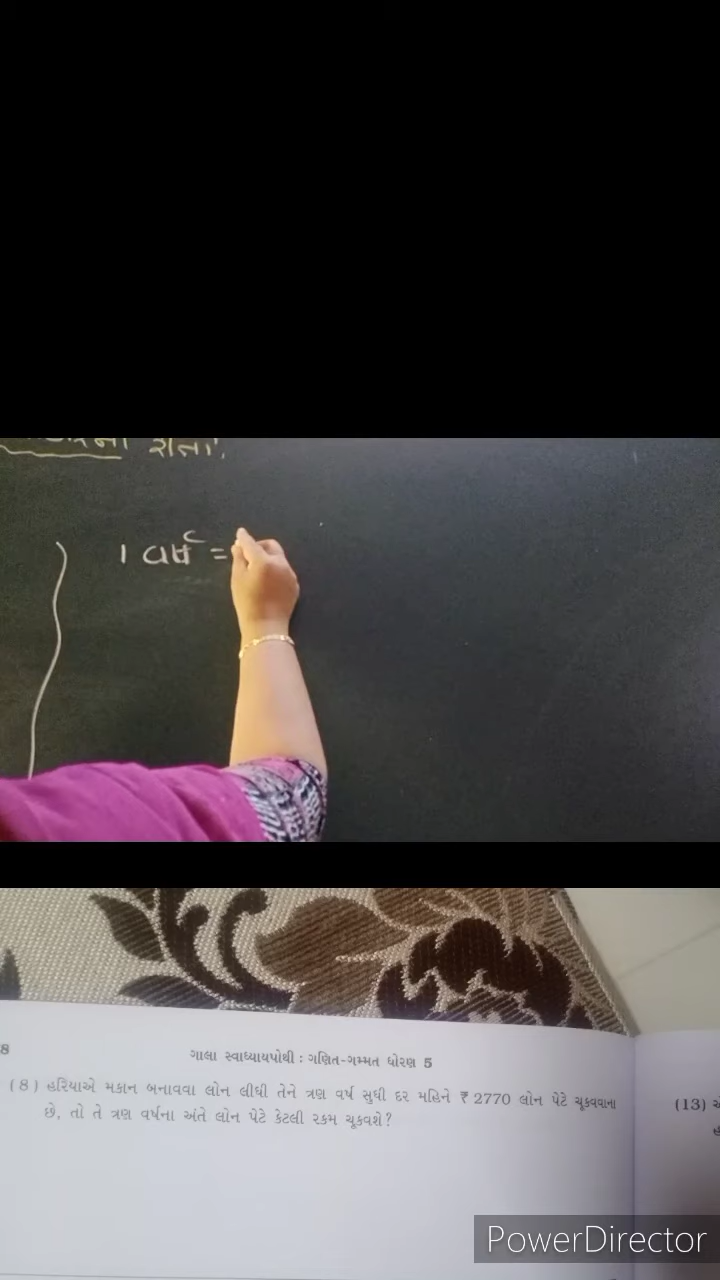 રીતો.
1 વર્ષ =
8
ગાલા સ્વાધ્યાયપોથી : ગણિત-ગમ્મત ધોરણ 5
(8) હરિયાએ મકાન બનાવવા લોન લીધી તેને ત્રણ વર્ષ સુધી દર મહિને ₹ 2770 લોન પેટે ચૂકવવાના
છે, તો તે ત્રણ વર્ષના અંતે લોન પેટે કેટલી રકમ ચૂકવશે?
(13)
PowerDirector